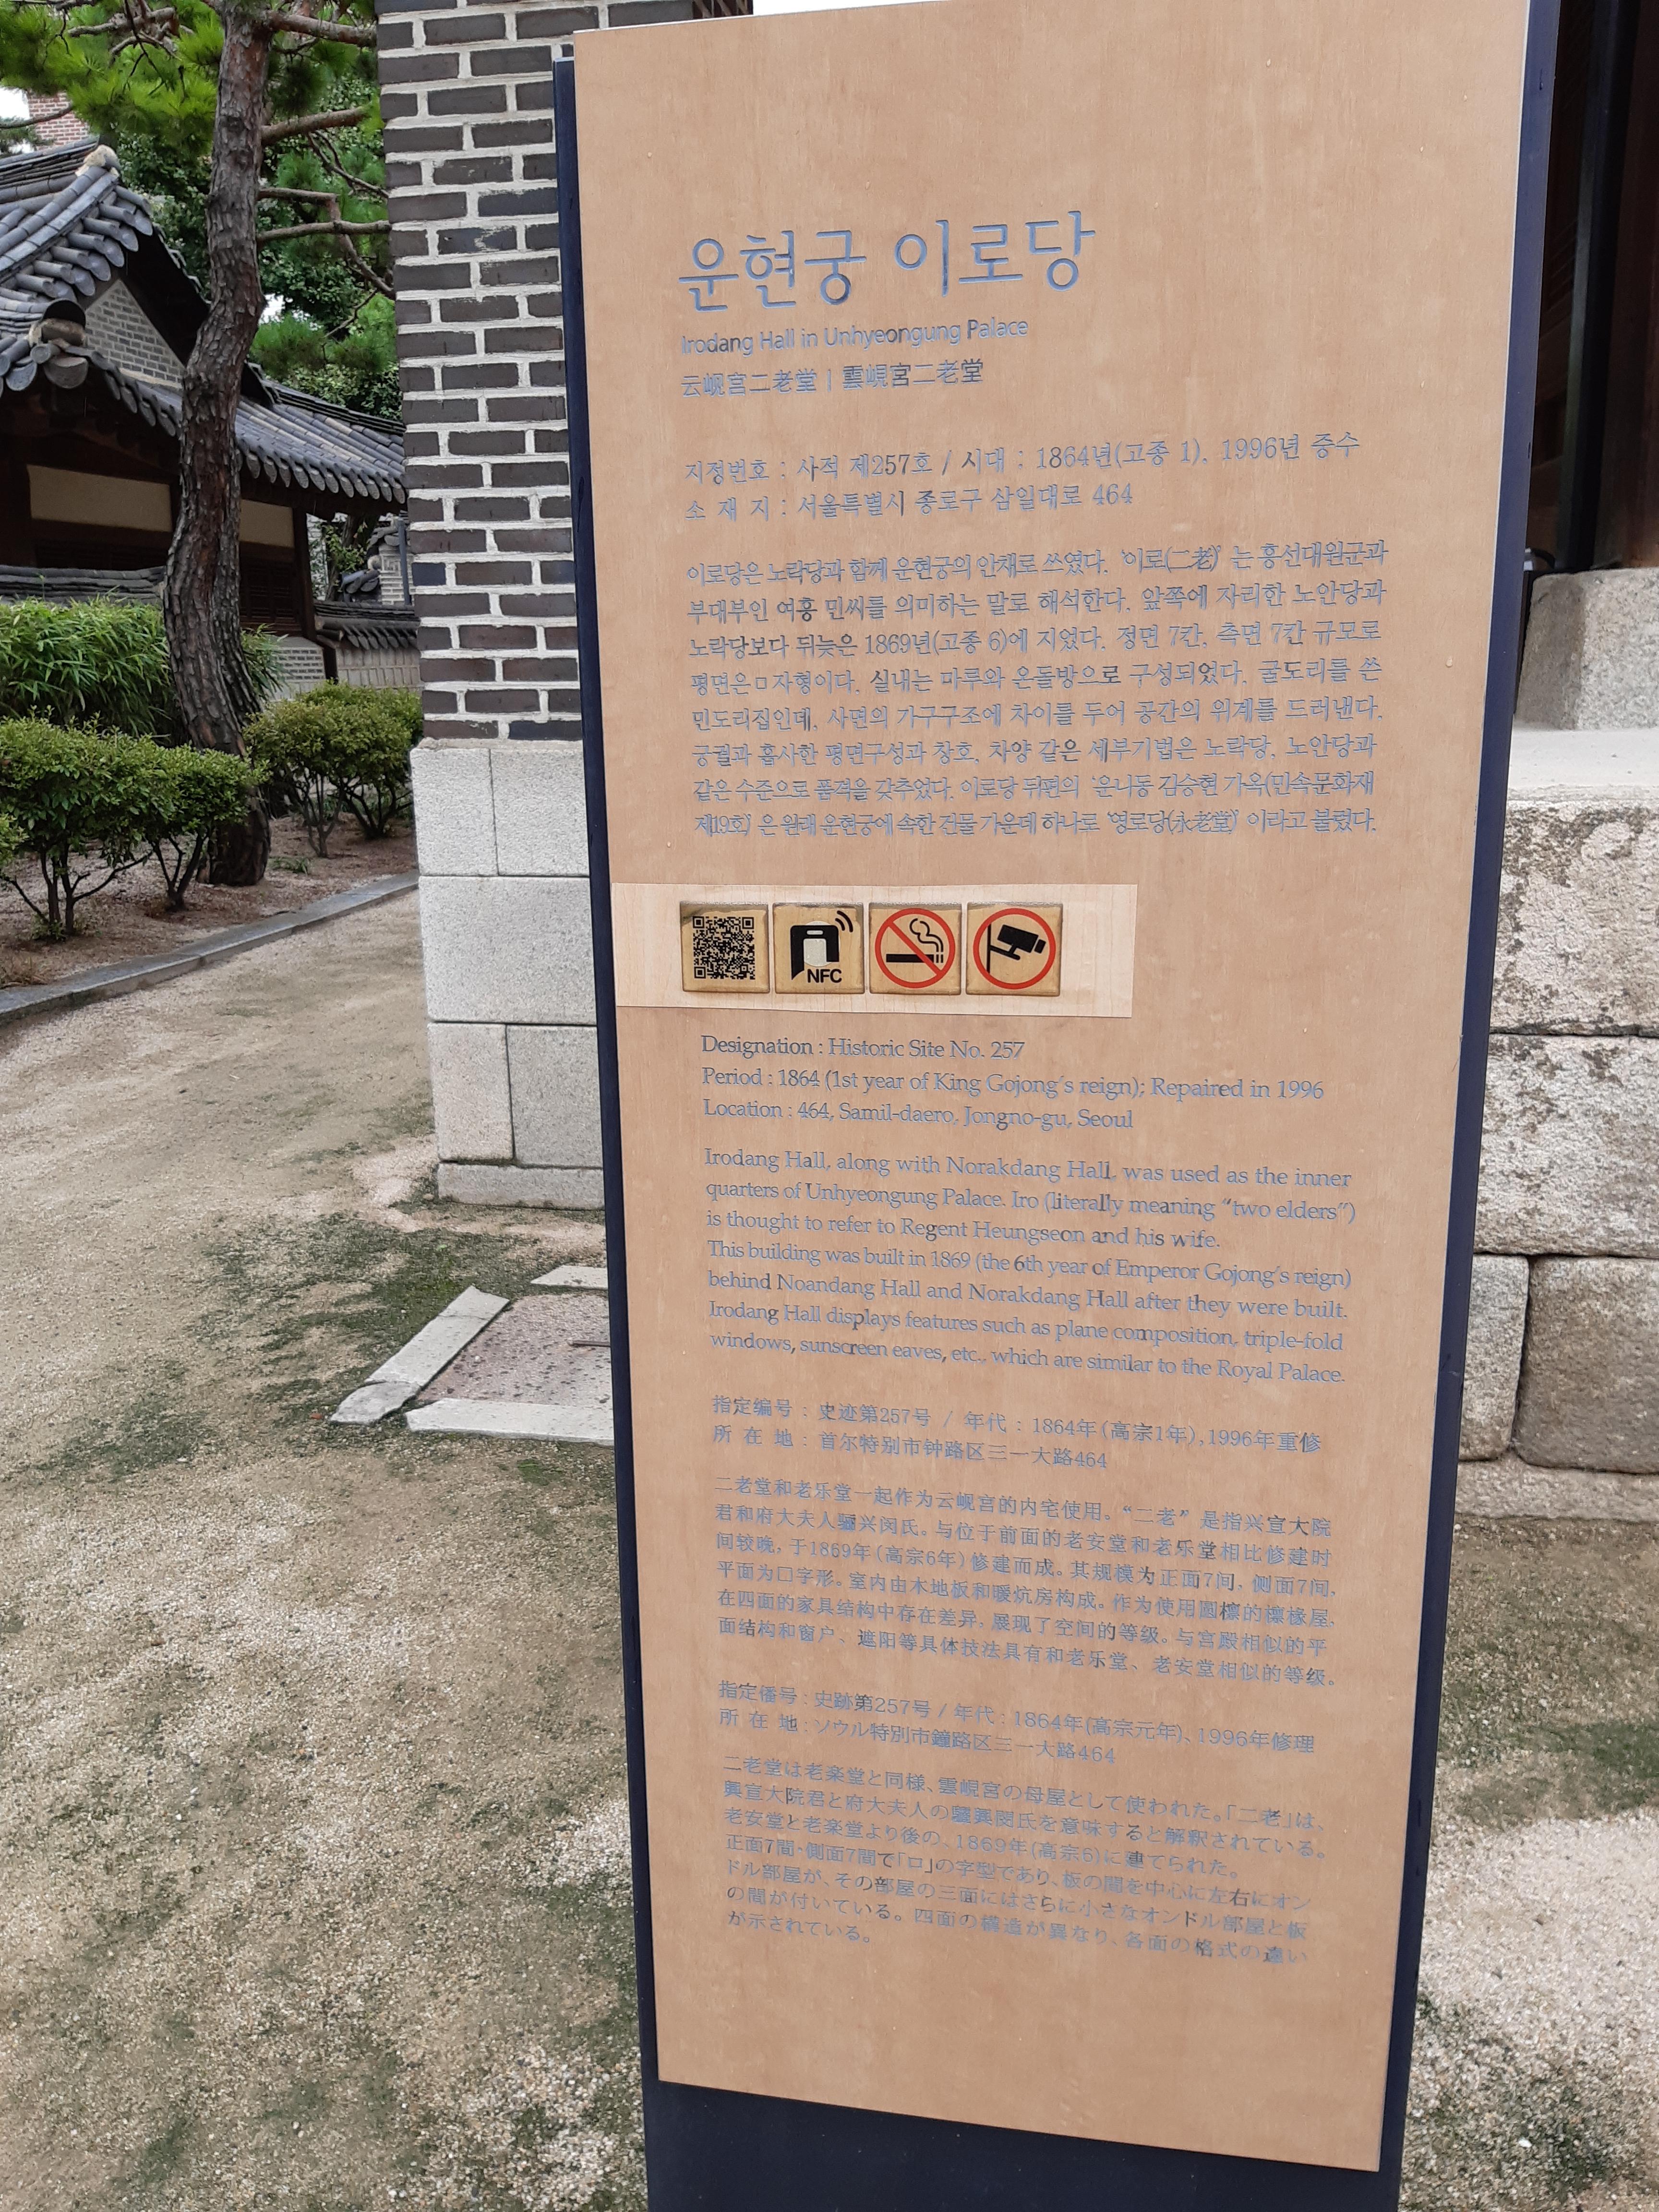 운현궁 이로당
Irodang Hall in Unhyeongung Palace
云岘宫二老堂 | 雲峴宮二老堂
지정번호 : 사적 제257호 / 시대 : 1864년(고종 1), 1996년 중수
소 재 지 : 서울특별시 종로구 삼일대로 464
이로당은 노락당과 함께 운현궁의 안채로 쓰였다. ‘이로(二老)’ 는 흥선대원군과
부대부인 여흥 민씨를 의미하는 말로 해석한다. 앞쪽에 자리한 노안당과
노락당보다 뒤늦은 1869년(고종 6)에 지었다. 정면 7칸, 측면 7칸 규모로
평면은 ㅁ자형이다. 실내는 마루와 온돌방으로 구성되었다. 굴도리를 쓴
민도리집인데, 사면의 가구구조에 차이를 두어 공간의 위계를 드러낸다.
궁궐과 흡사한 평면구성과 창호, 차양 같은 세부기법은 노락당, 노안당과
같은 수준으로 품격을 갖추었다. 이로당 뒤편의 ‘운니동 김승현 가옥(민속문화재
제19호)’ 은 원래 운현궁에 속한 건물 가운데 하나로 ‘영로당(永老堂)’ 이라고 불렸다.
NFC
Designation : Historic Site No. 257
Period : 1864 (1st year of King Gojong's reign); Repaired in 1996
Location : 464, Samil-daero, Jongno-gu, Seoul
Irodang Hall, along with Norakdang Hall, was used as the inner
quarters of Unhyeongung Palace. Iro (literally meaning “two elders”)
is thought to refer to Regent Heungseon and his wife.
This building was built in 1869 (the 6th year of Emperor Gojong's reign)
behind Noandang Hall and Norakdang Hall after they were built.
Irodang Hall displays features such as plane composition, triple-fold
windows, sunscreen eaves, etc., which are similar to the Royal Palace.
指定编号 : 史迹第257号 / 年代 : 1864年(高宗1年),1996年重修
所 在 地 : 首尔特别市钟路区三一大路464
二老堂和老乐堂一起作为云岘宫的内宅使用。“二老” 是指兴宣大院
君和府大夫人骊兴闵氏。与位于前面的老安堂和老乐堂相比修建时
间较晚, 于1869年(高宗6年)修建而成。其规模为正面7间, 侧面7间,
平面为口字形。室内由木地板和暖炕房构成。作为使用圆檩的檩椽屋,
在四面的家具结构中存在差异, 展现了空间的等级。与宫殿相似的平
面结构和窗户、遮阳等具体技法具有和老乐堂、老安堂相似的等级。
指定番号 : 史跡第257号 / 年代 : 1864年(高宗元年)、1996年修理
所 在 地 : ソウル特別市鐘路区三一大路464
二老堂は老楽堂と同様、雲峴宮の母屋として使われた。「二老」は、
興宣大院君と府大夫人の驪興閔氏を意味すると解釈されている。
老安堂と老楽堂より後の、1869年(高宗6)に建てられた。
正面7間·側面7間で「ロ」の字型であり、板の間を中心に左右にオン
ドル部屋が、その部屋の三面にはさらに小さなオンドル部屋と板
の間が付いている。四面の構造が異なり、各面の格式の違い
が示されている。